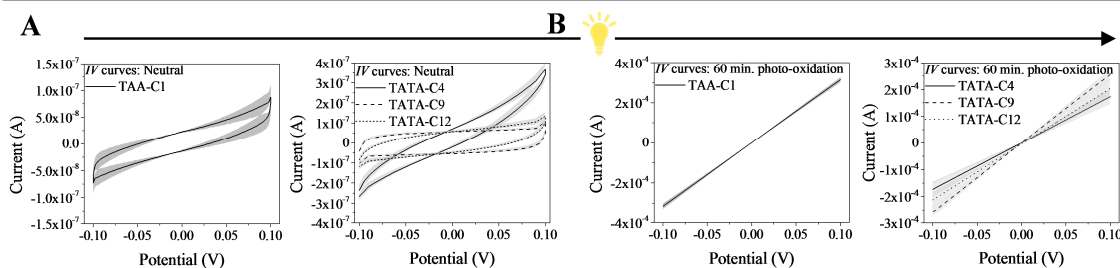 A
B
IV curves: Neutral
TAA-C1
1.5x10⁻⁷
1.0x10⁻⁷
5.0x10⁻⁸
0.0
-5.0x10⁻⁸
-1.0x10⁻⁷
-1.5x10⁻⁷
Current (A)
-0.10 -0.05 0.00 0.05 0.10
Potential (V)
IV curves: Neutral
TATA-C4
TATA-C9
TATA-C12
4x10⁻⁷
3x10⁻⁷
2x10⁻⁷
1x10⁻⁷
0
-1x10⁻⁷
-2x10⁻⁷
-3x10⁻⁷
-4x10⁻⁷
Current (A)
-0.10 -0.05 0.00 0.05 0.10
Potential (V)
IV curves: 60 min. photo-oxidation
TAA-C1
4x10⁻⁴
2x10⁻⁴
0
-2x10⁻⁴
-4x10⁻⁴
Current (A)
-0.10 -0.05 0.00 0.05 0.10
Potential (V)
IV curves: 60 min. photo-oxidation
TATA-C4
TATA-C9
TATA-C12
3x10⁻⁴
2x10⁻⁴
1x10⁻⁴
0
-1x10⁻⁴
-2x10⁻⁴
-3x10⁻⁴
Current (A)
-0.10 -0.05 0.00 0.05 0.10
Potential (V)